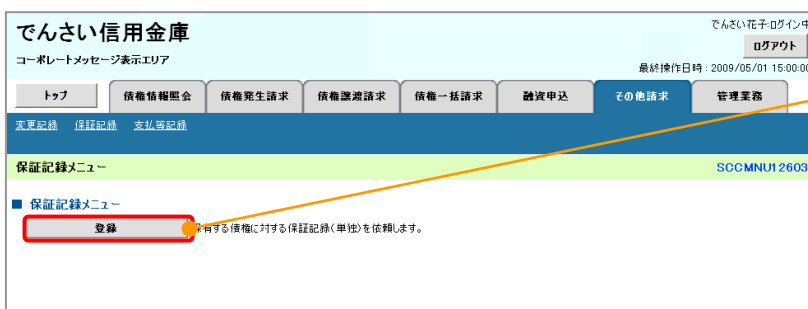 でんさい信用金庫
でんさい花子:ログイン中
ログアウト
コーポレートメッセージ表示エリア
最終操作日時：2009/05/01 15:00:00
トップ 債権情報照会 債権発生請求 債権譲渡請求 債権一括請求 融資申込 その他請求 管理業務
変更記録 保証記録 支払等記録
保証記録メニュー SCCMNU12603
■ 保証記録メニュー
登録 保有する債権に対する保証記録（単独）を依頼します。